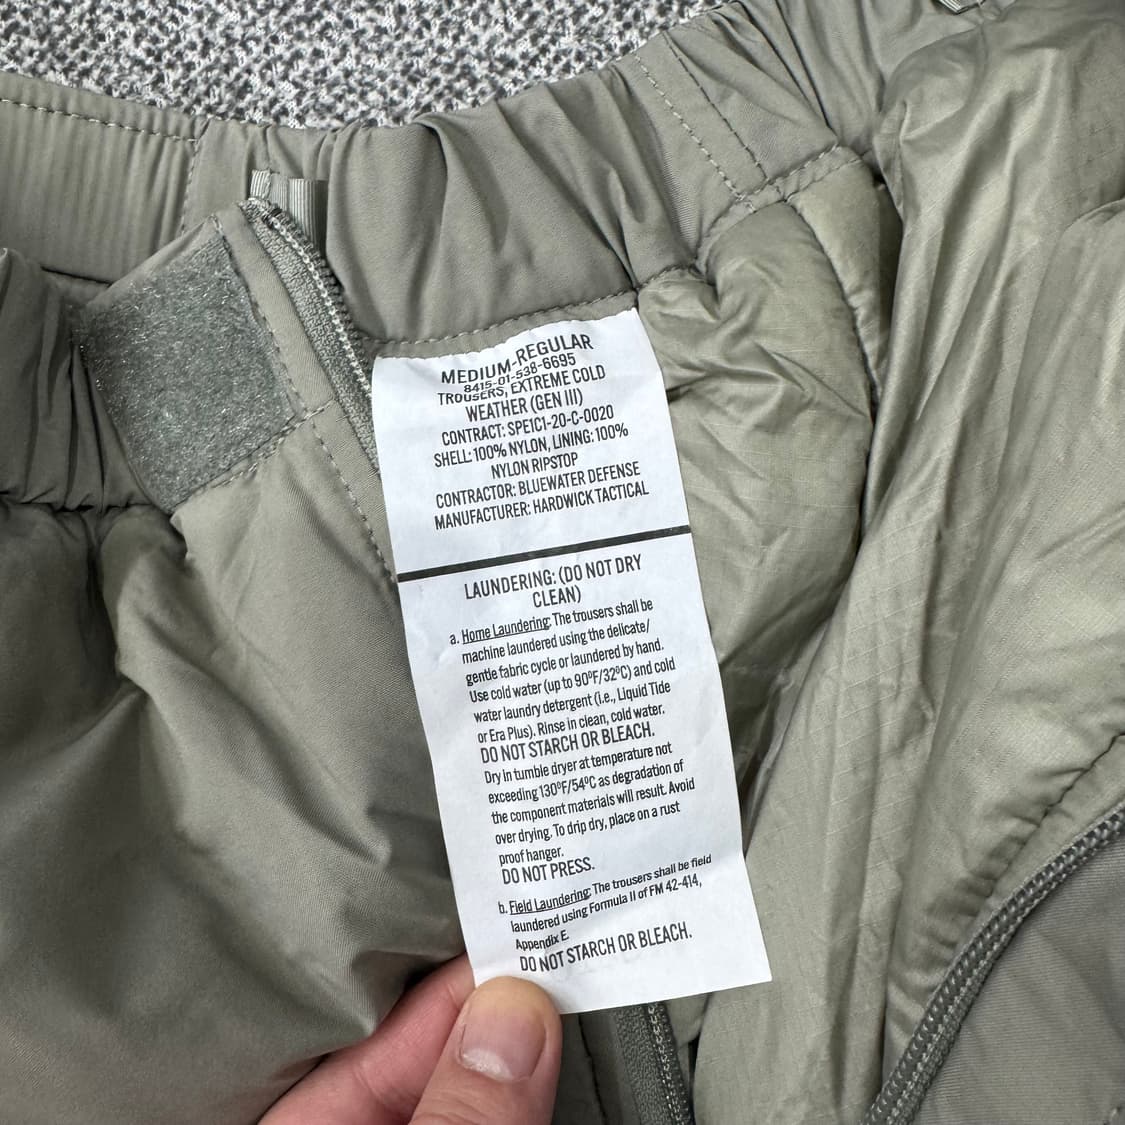 MEDIUM-REGULAR
8415-01-538-6695
TROUSERS, EXTREME COLD
WEATHER (GEN III)
CONTRACT: SPE1C1-20-C-0020
SHELL: 100% NYLON, LINING: 100%
NYLON RIPSTOP
CONTRACTOR: BLUEWATER DEFENSE
MANUFACTURER: HARDWICK TACTICAL
LAUNDERING: (DO NOT DRY
CLEAN)
a. Home Laundering: The trousers shall be
machine laundered using the delicate/
gentle fabric cycle or laundered by hand.
Use cold water (up to 90ºF/32ºC) and cold
water laundry detergent (i.e., Liquid Tide
or Era Plus). Rinse in clean, cold water.
DO NOT STARCH OR BLEACH.
Dry in tumble dryer at temperature not
exceeding 130ºF/54ºC as degradation of
the component materials will result. Avoid
over drying. To drip dry, place on a rust
proof hanger.
DO NOT PRESS.
b. Field Laundering: The trousers shall be field
laundered using Formula II of FM 42-414,
Appendix E.
DO NOT STARCH OR BLEACH.